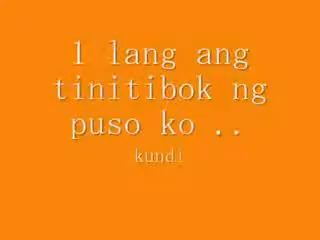 1 lang ang
tinitibok ng
puso ko ..
kundi